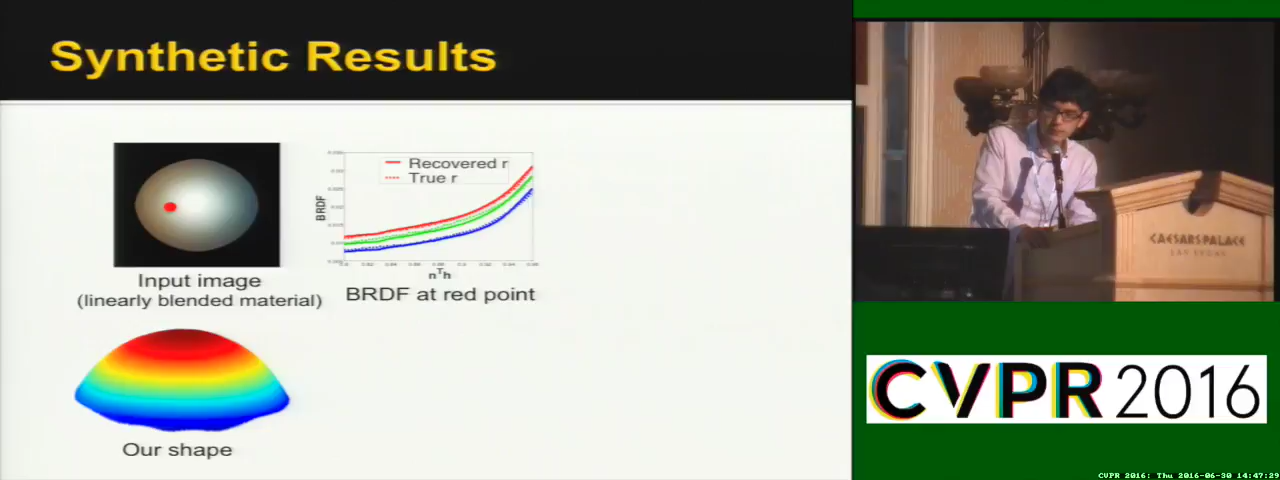 Synthetic Results
Recovered r
True r
BRDF
n^T h
Input image
(linearly blended material)
BRDF at red point
Our shape
CAESARS PALACE
LAS VEGAS
CVPR 2016
CVPR 2016: Thu 2016-06-30 14:47:29